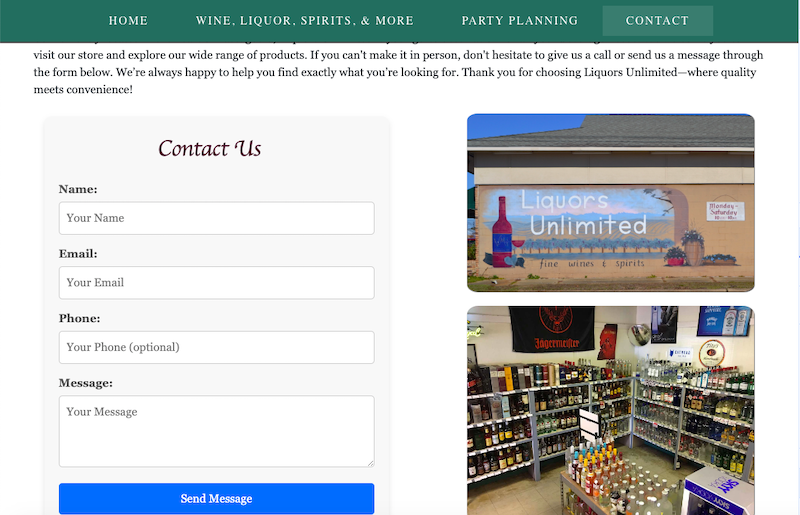 HOME
WINE, LIQUOR, SPIRITS, & MORE
PARTY PLANNING
CONTACT
visit our store and explore our wide range of products. If you can't make it in person, don't hesitate to give us a call or send us a message through
the form below. We're always happy to help you find exactly what you're looking for. Thank you for choosing Liquors Unlimited—where quality
meets convenience!
Contact Us
Name:
Your Name
Email:
Your Email
Phone:
Your Phone (optional)
Message:
Your Message
Send Message
Liquors
Unlimited
fine wines & spirits
Monday-
Saturday
Jägermeister
SKYY